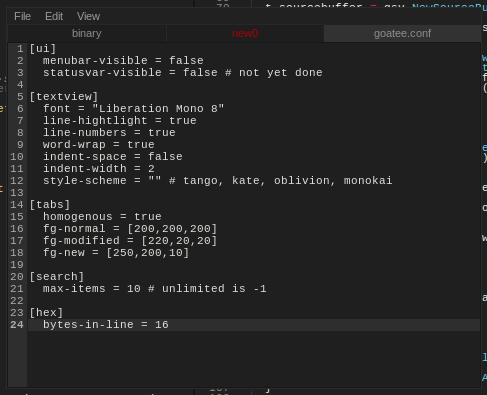 File Edit View
binary new0 goatee.conf
1 [ui]
2 menubar-visible = false
3 statusvar-visible = false # not yet done
4
5 [textview]
6 font = "Liberation Mono 8"
7 line-hightlight = true
8 line-numbers = true
9 word-wrap = true
10 indent-space = false
11 indent-width = 2
12 style-scheme = "" # tango, kate, oblivion, monokai
13
14 [tabs]
15 homogenous = true
16 fg-normal = [200,200,200]
17 fg-modified = [220,20,20]
18 fg-new = [250,200,10]
19
20 [search]
21 max-items = 10 # unlimited is -1
22
23 [hex]
24 bytes-in-line = 16